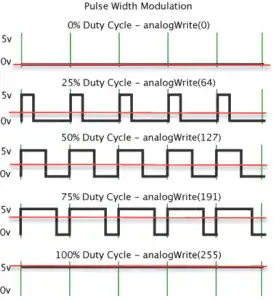 Pulse Width Modulation
0% Duty Cycle – analogWrite(0)
5v
0v
25% Duty Cycle – analogWrite(64)
5v
0v
50% Duty Cycle – analogWrite(127)
5v
0v
75% Duty Cycle – analogWrite(191)
5v
0v
100% Duty Cycle – analogWrite(255)
5v
0v